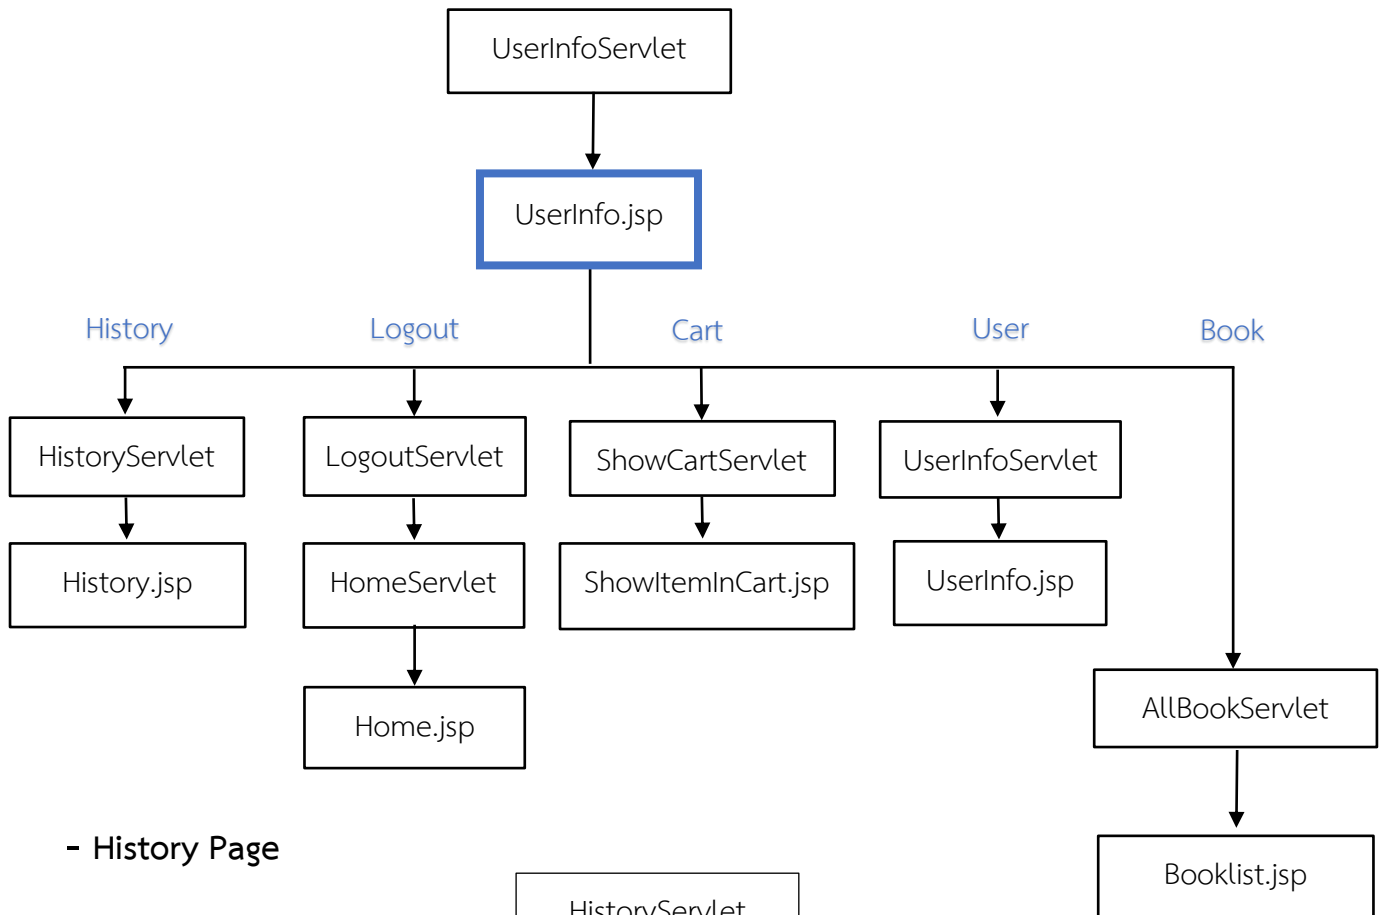 UserInfoServlet
UserInfo.jsp
History
Logout
Cart
User
Book
HistoryServlet
LogoutServlet
ShowCartServlet
UserInfoServlet
History.jsp
HomeServlet
ShowItemInCart.jsp
UserInfo.jsp
Home.jsp
AllBookServlet
- History Page
Booklist.jsp
HistoryServlet